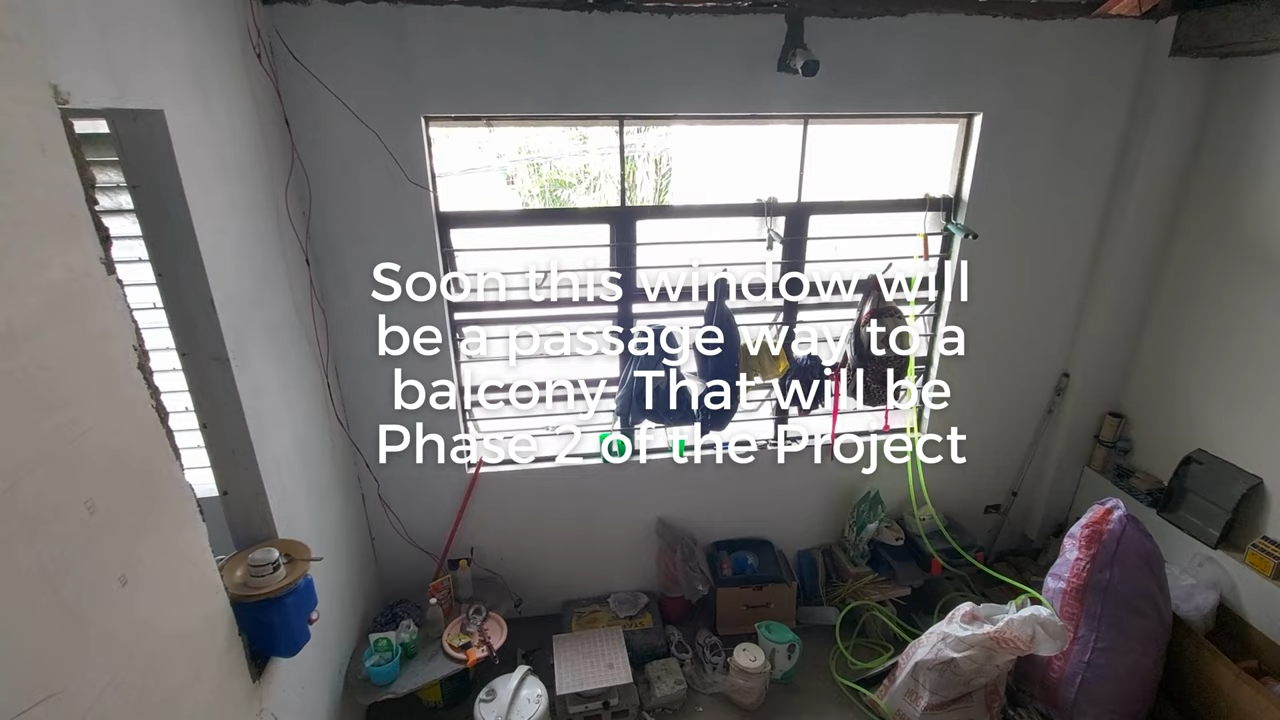 Soon this window will
be a passage way to a
balcony. That will be
Phase 2 of the Project